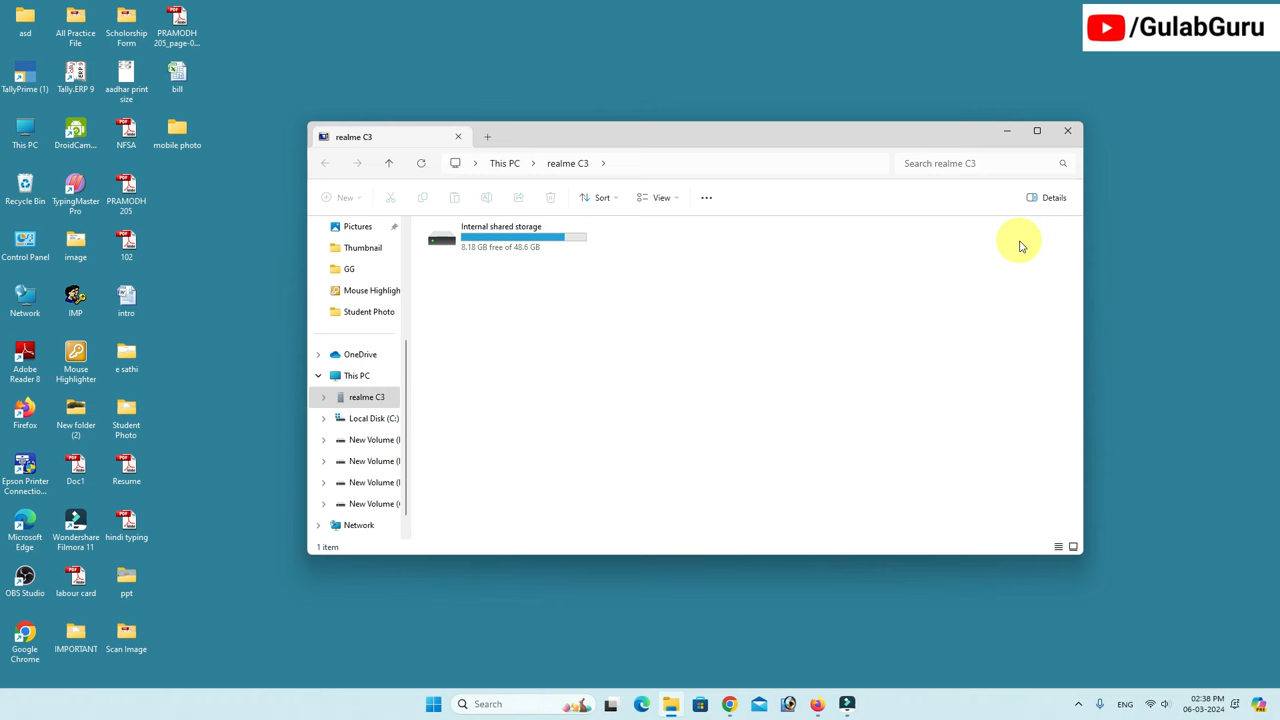 /GulabGuru
asd
All Practice
File
Scholorship
Form
PRAMODH
205_page-0...
TallyPrime (1)
Tally.ERP 9
aadhar print
size
bill
This PC
DroidCam...
NFSA
mobile photo
Recycle Bin
TypingMaster
Pro
PRAMODH
205
Control Panel
image
102
Network
IMP
intro
Adobe
Reader 8
Mouse
Highlighter
e sathi
Firefox
New folder
(2)
Student
Photo
Epson Printer
Connectio...
Doc1
Resume
Microsoft
Edge
Wondershare
Filmora 11
hindi typing
OBS Studio
labour card
ppt
Google
Chrome
IMPORTANT
Scan Image
realme C3
This PC
realme C3
Search realme C3
New
Sort
View
Details
Pictures
Thumbnail
GG
Mouse Highligh
Student Photo
OneDrive
This PC
realme C3
Local Disk (C:)
New Volume (
New Volume (
New Volume (
New Volume (
Network
Internal shared storage
8.18 GB free of 48.6 GB
1 item
Search
ENG
02:38 PM
06-03-2024